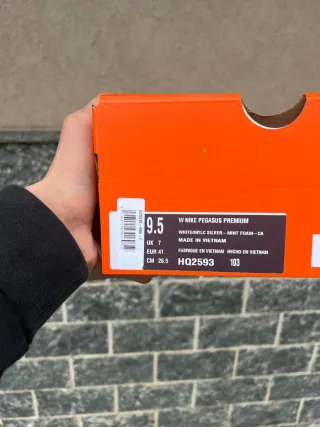 9.5
UK 7
EUR 41
CM 26.5
W NIKE PEGASUS PREMIUM
WHITE/MTLC SILVER-MINT FOAM-CA
MADE IN VIETNAM
FABRIQUE EN VIETNAM HECHO EN VIETNAM
HQ2593 103